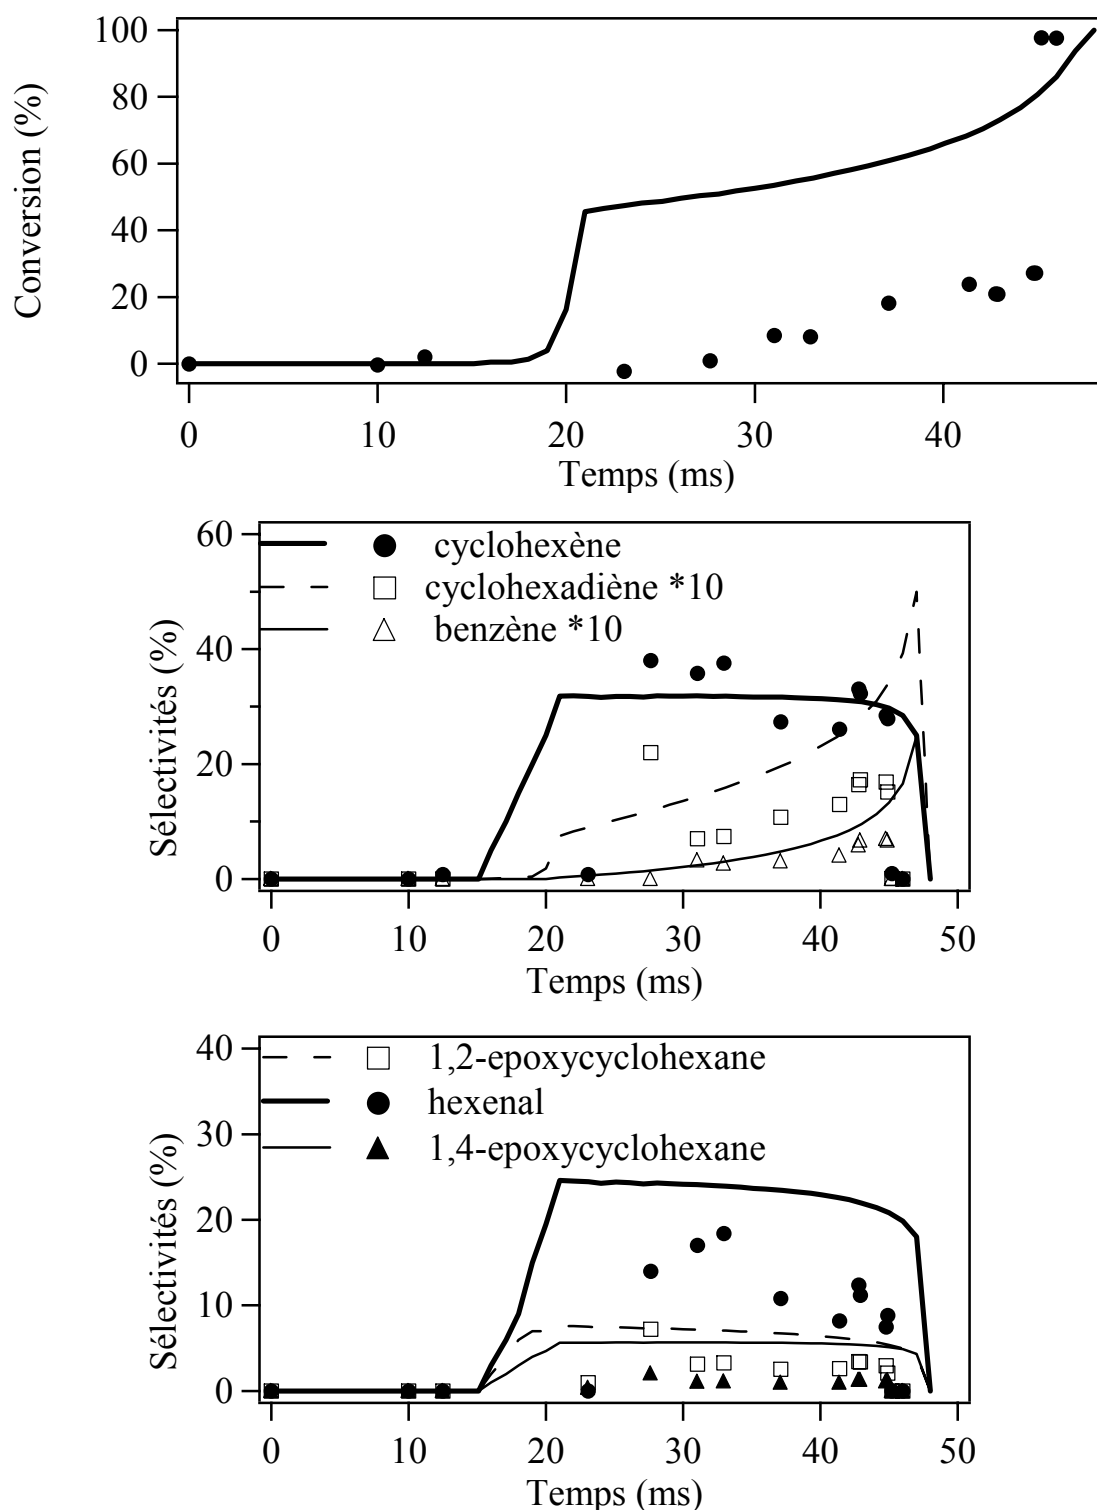 Conversion (%)
100
80
60
40
20
0
0 10 20 30 40
Temps (ms)
Sélectivités (%)
60
40
20
0
cyclohexène
cyclohexadiène *10
benzène *10
0 10 20 30 40 50
Temps (ms)
Sélectivités (%)
40
30
20
10
0
1,2-epoxycyclohexane
hexenal
1,4-epoxycyclohexane
0 10 20 30 40 50
Temps (ms)